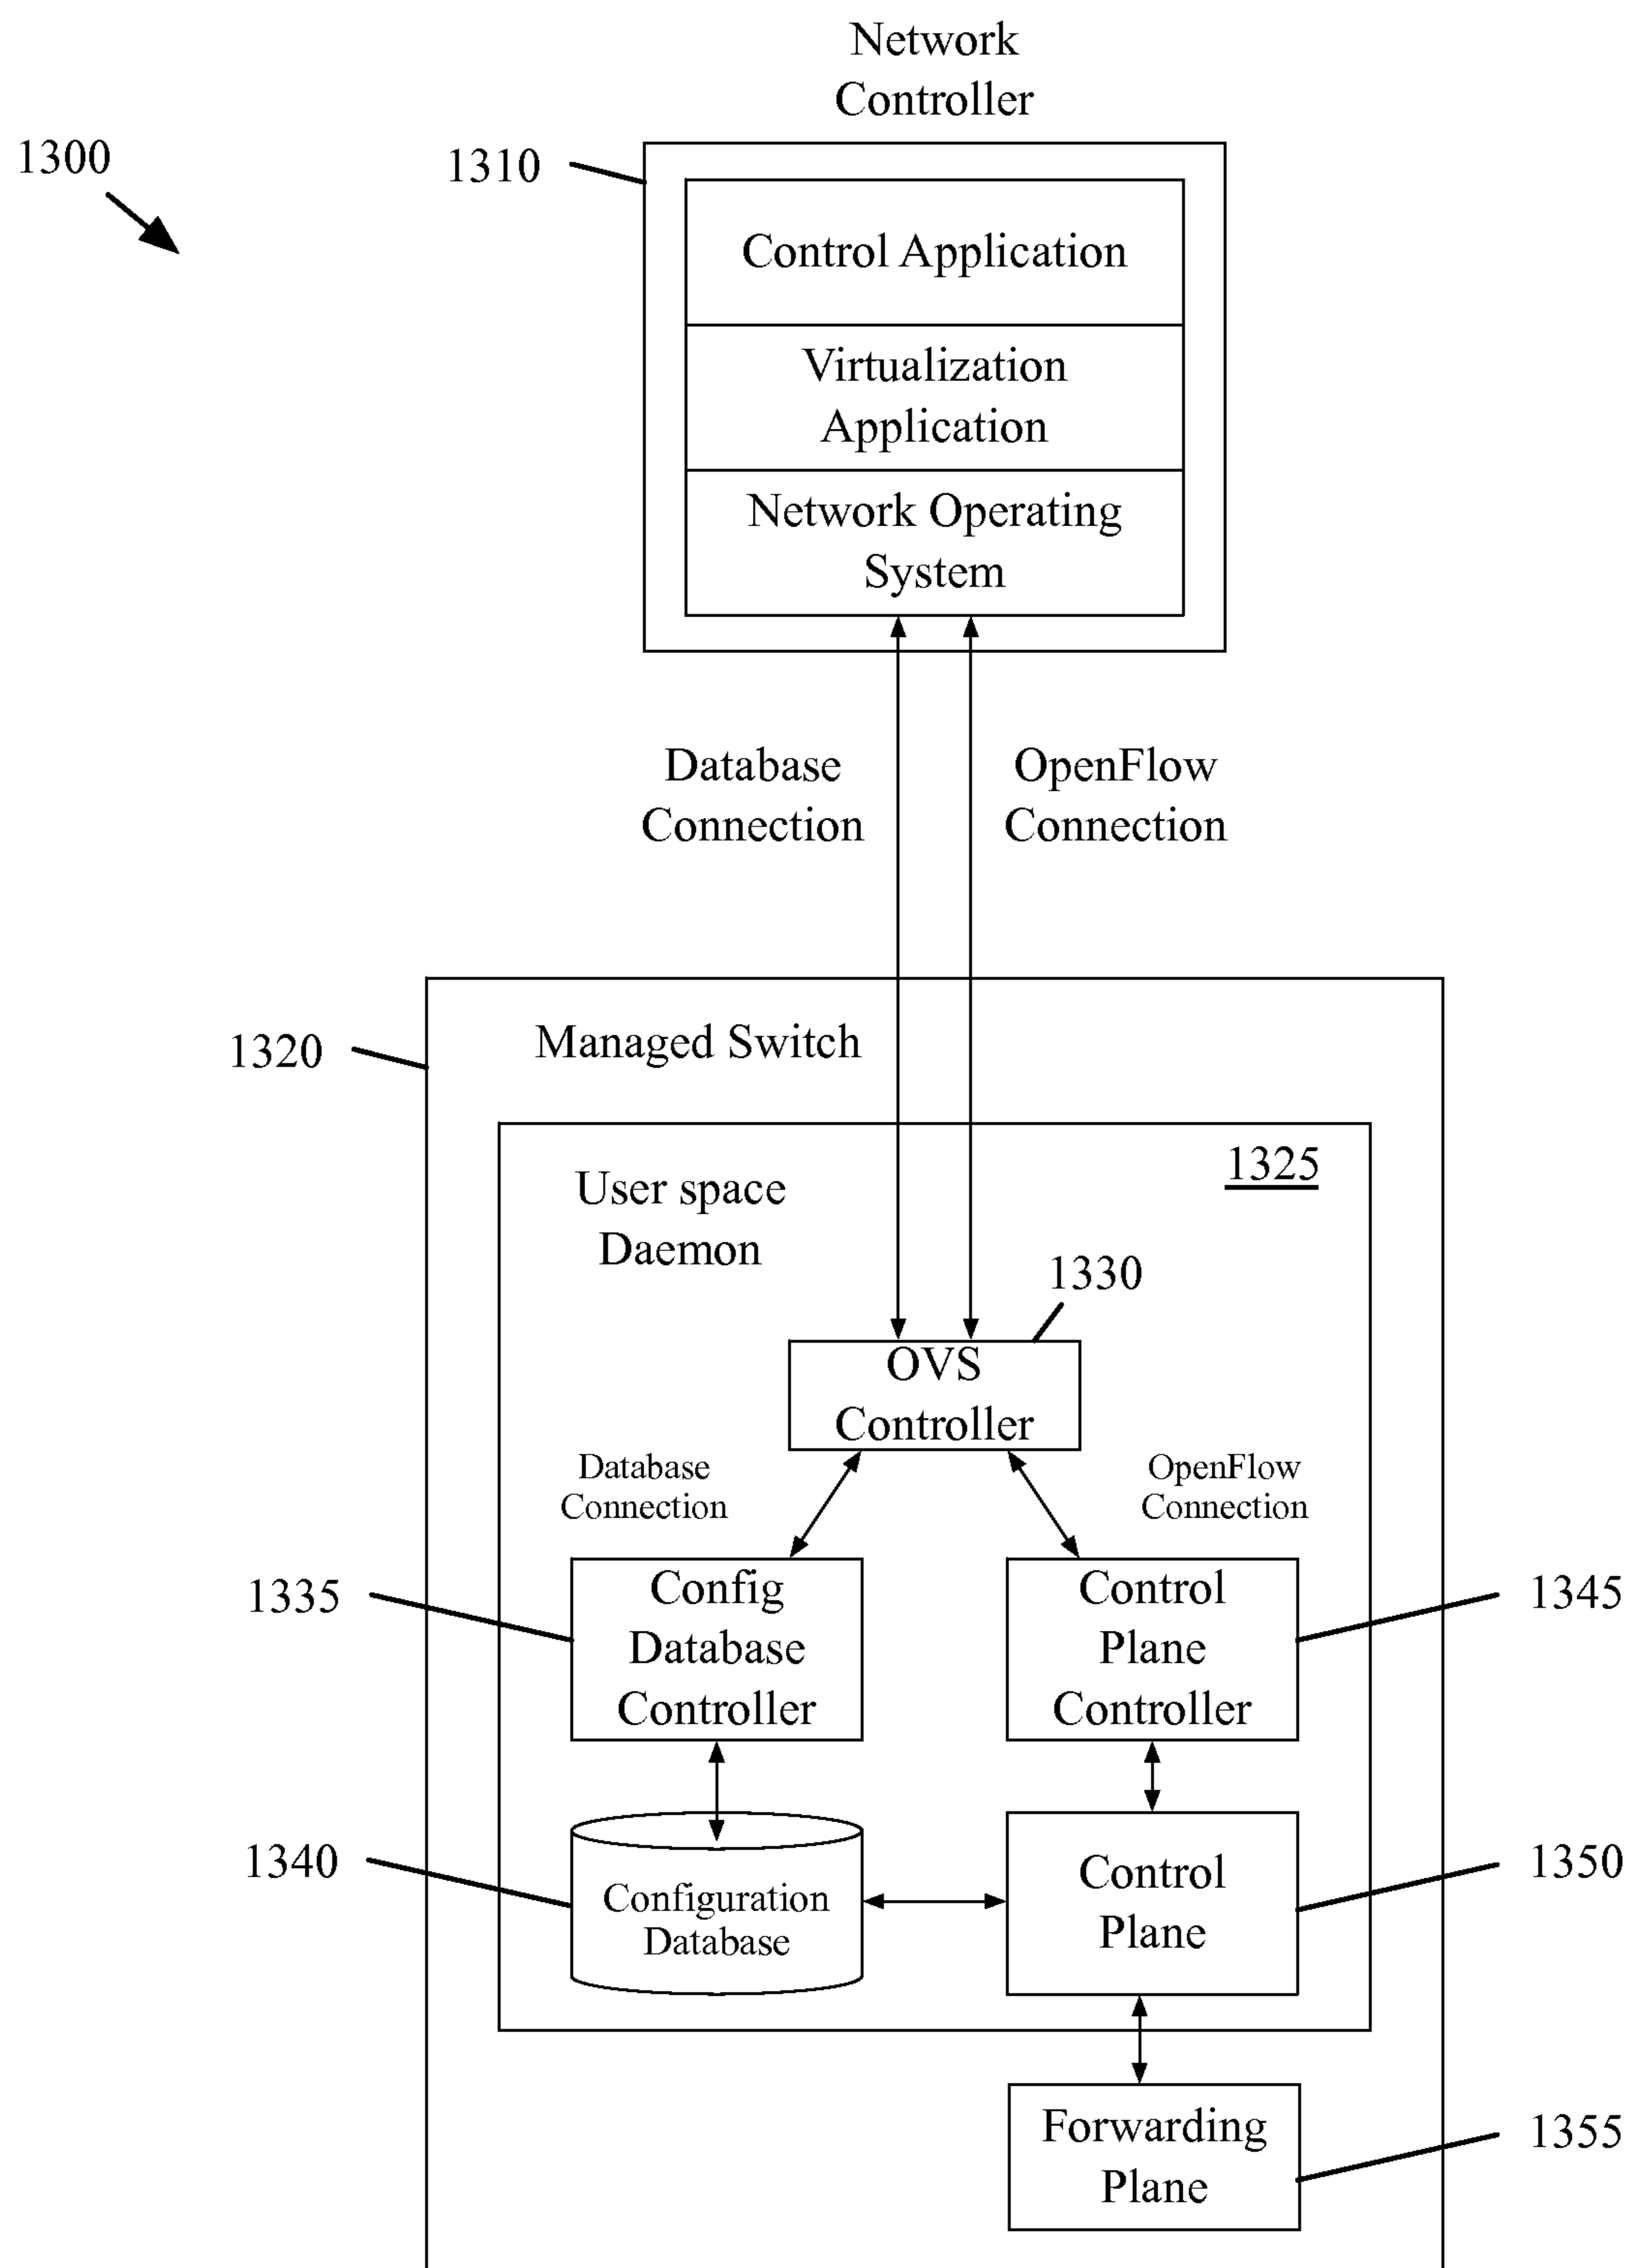 Network
Controller
1300
1310
Control Application
Virtualization
Application
Network Operating
System
Database
Connection
OpenFlow
Connection
1320
Managed Switch
1325
User space
Daemon
1330
OVS
Controller
Database
Connection
OpenFlow
Connection
1335
Config
Database
Controller
Control
Plane
Controller
1345
1340
Configuration
Database
Control
Plane
1350
Forwarding
Plane
1355